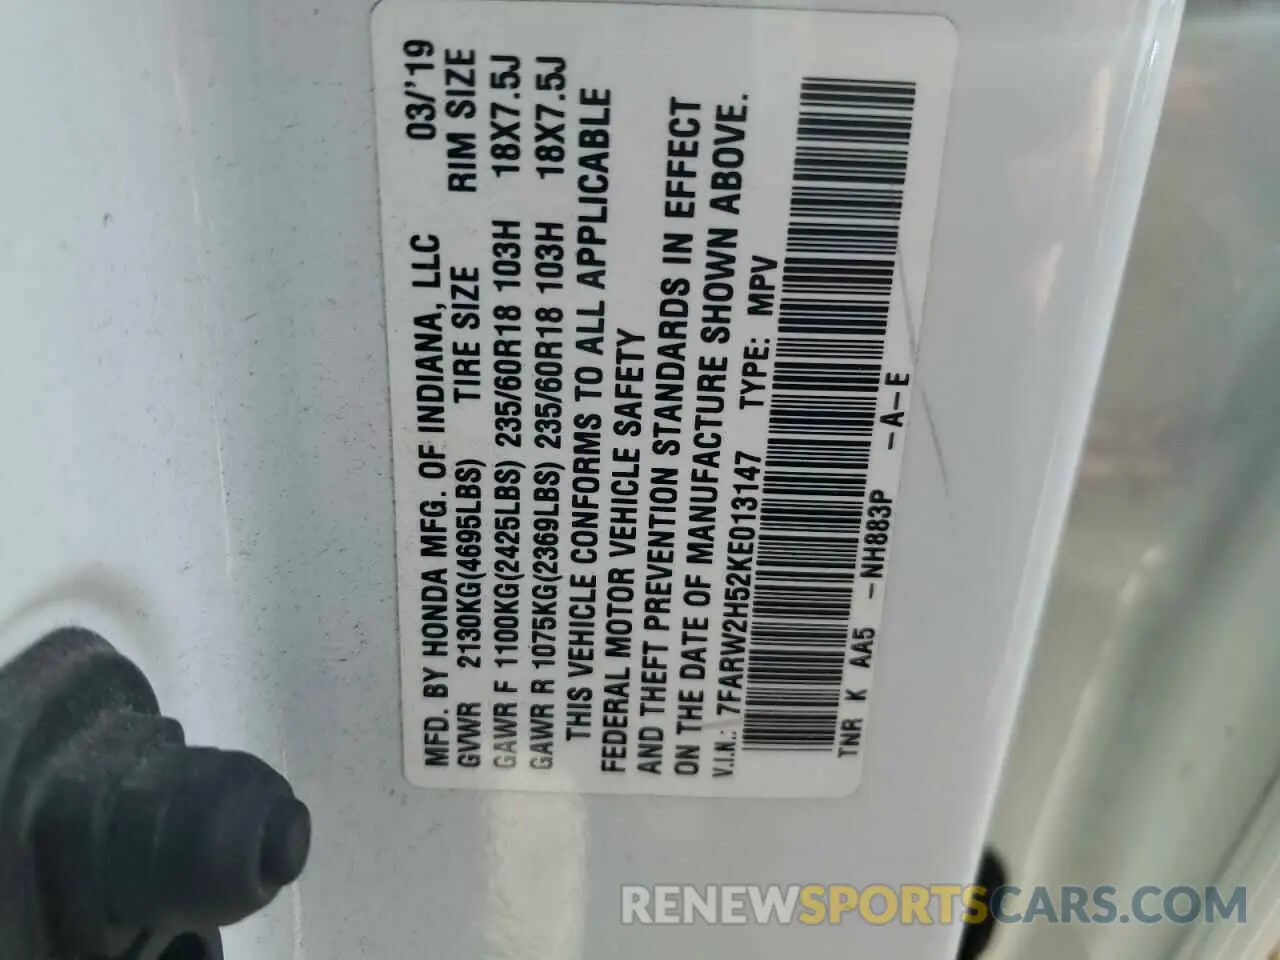 MFD. BY HONDA MFG. OF INDIANA, LLC 03/'19
GVWR 2130KG(4695LBS) TIRE SIZE RIM SIZE
GAWR F 1100KG(2425LBS) 235/60R18 103H 18X7.5J
GAWR R 1075KG(2369LBS) 235/60R18 103H 18X7.5J
THIS VEHICLE CONFORMS TO ALL APPLICABLE
FEDERAL MOTOR VEHICLE SAFETY
AND THEFT PREVENTION STANDARDS IN EFFECT
ON THE DATE OF MANUFACTURE SHOWN ABOVE.
V.I.N.: 7FARW2H52KE013147 TYPE: MPV
TNR K AA5 -NH883P -A-E
RENEWSPORTSCARS.COM